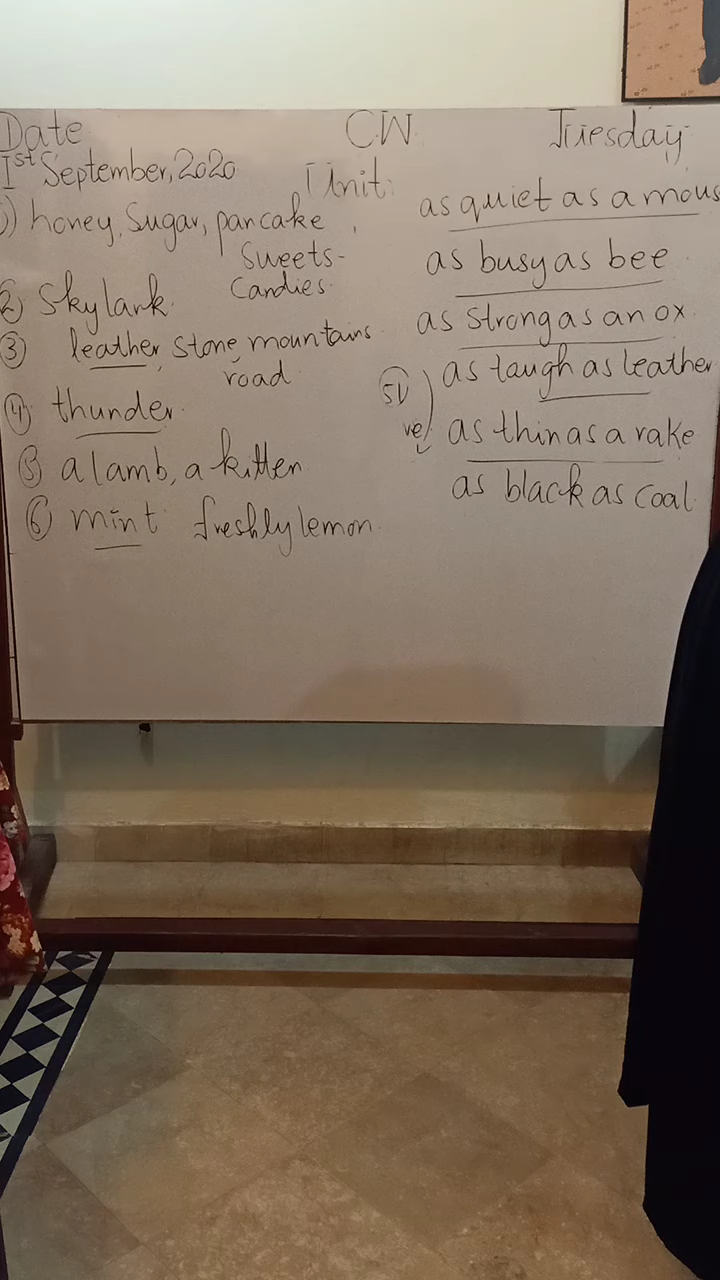 Date
CW
Tuesday
1st September, 2020
Unit:
1) honey, Sugar, pancake,
Sweets-
Candies.
2) Skylark.
3) leather, stone, mountains
road
4) thunder.
5) a lamb, a kitten
6) mint freshly lemon.
as quiet as a mous
as busy as bee
as strong as an ox.
as taugh as leather
as thin as a rake
as black as coal